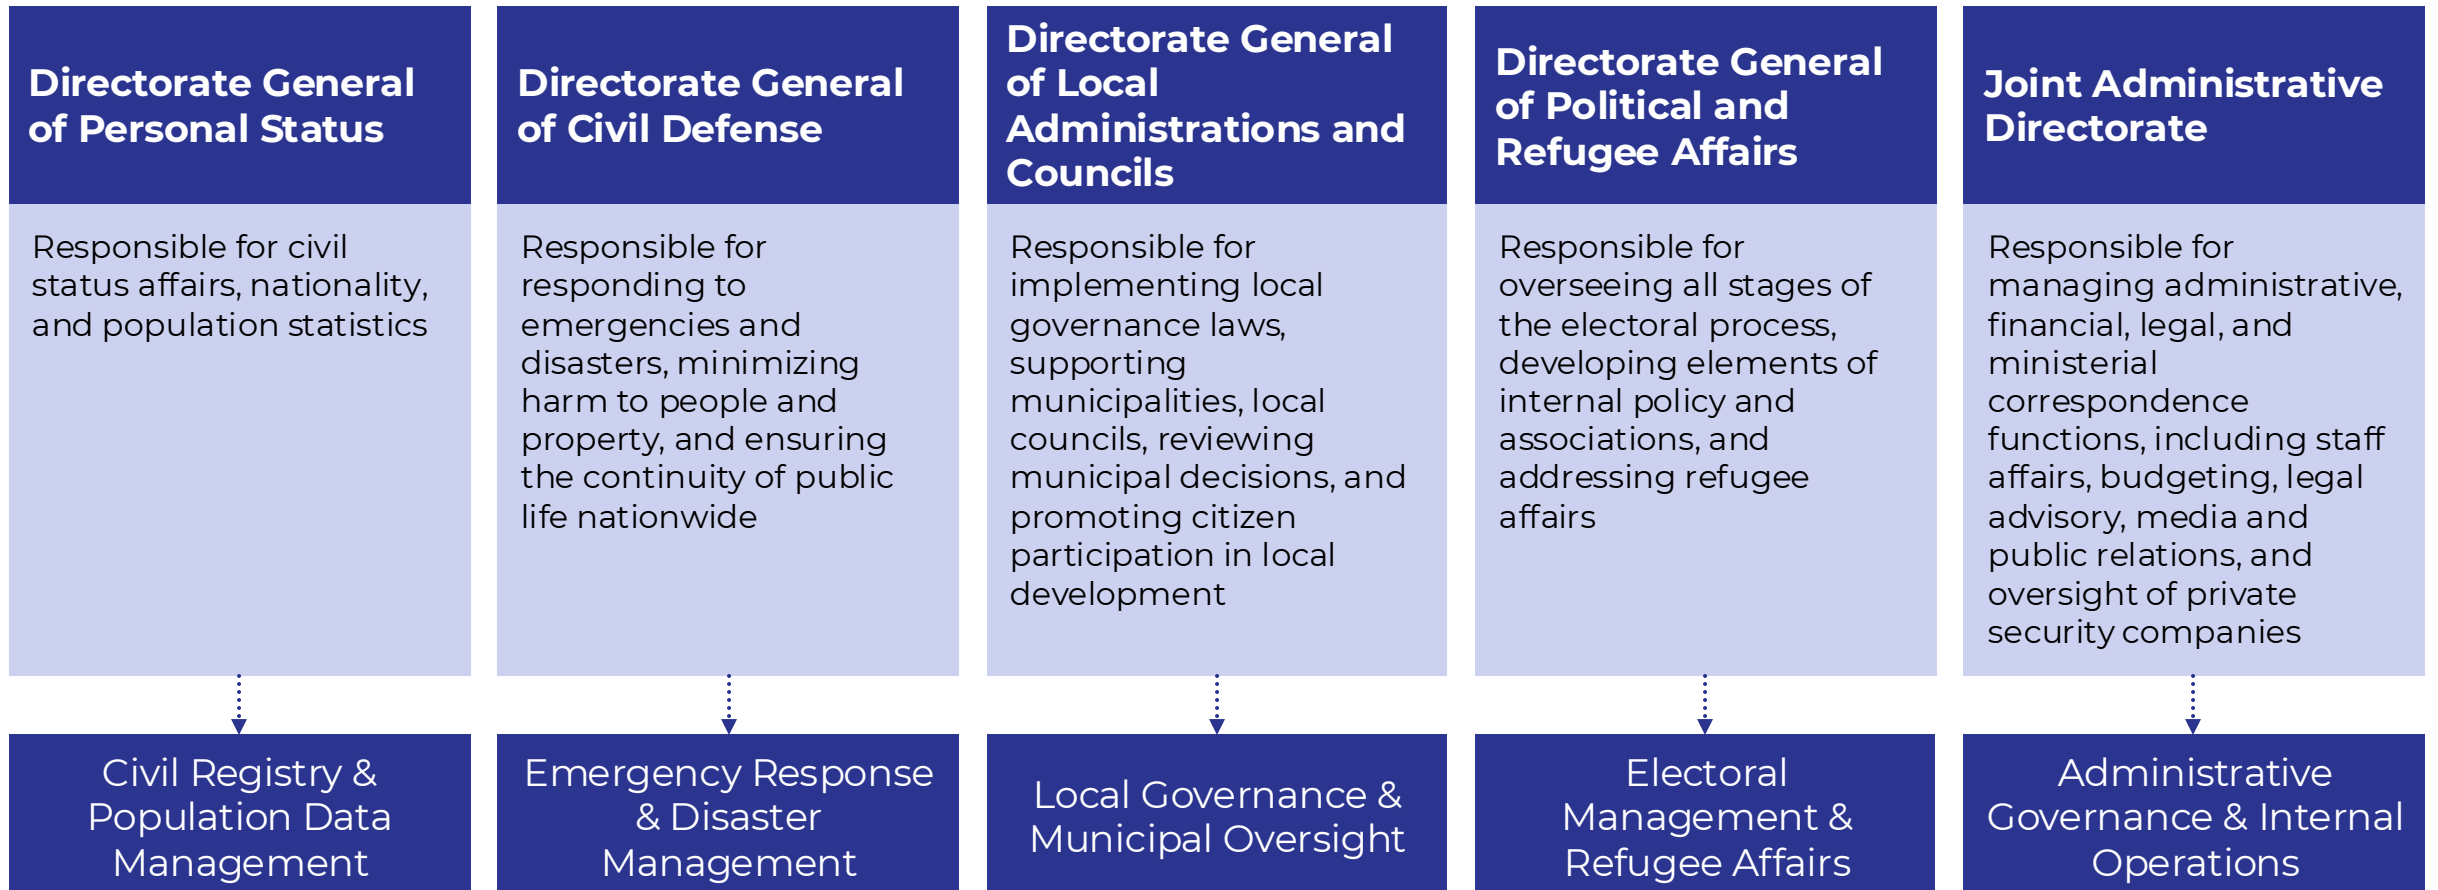 Directorate General
of Personal Status
Responsible for civil
status affairs, nationality,
and population statistics
Civil Registry &
Population Data
Management
Directorate General
of Civil Defense
Responsible for
responding to
emergencies and
disasters, minimizing
harm to people and
property, and ensuring
the continuity of public
life nationwide
Emergency Response
& Disaster
Management
Directorate General
of Local
Administrations and
Councils
Responsible for
implementing local
governance laws,
supporting
municipalities, local
councils, reviewing
municipal decisions, and
promoting citizen
participation in local
development
Local Governance &
Municipal Oversight
Directorate General
of Political and
Refugee Affairs
Responsible for
overseeing all stages of
the electoral process,
developing elements of
internal policy and
associations, and
addressing refugee
affairs
Electoral
Management &
Refugee Affairs
Joint Administrative
Directorate
Responsible for
managing administrative,
financial, legal, and
ministerial
correspondence
functions, including staff
affairs, budgeting, legal
advisory, media and
public relations, and
oversight of private
security companies
Administrative
Governance & Internal
Operations